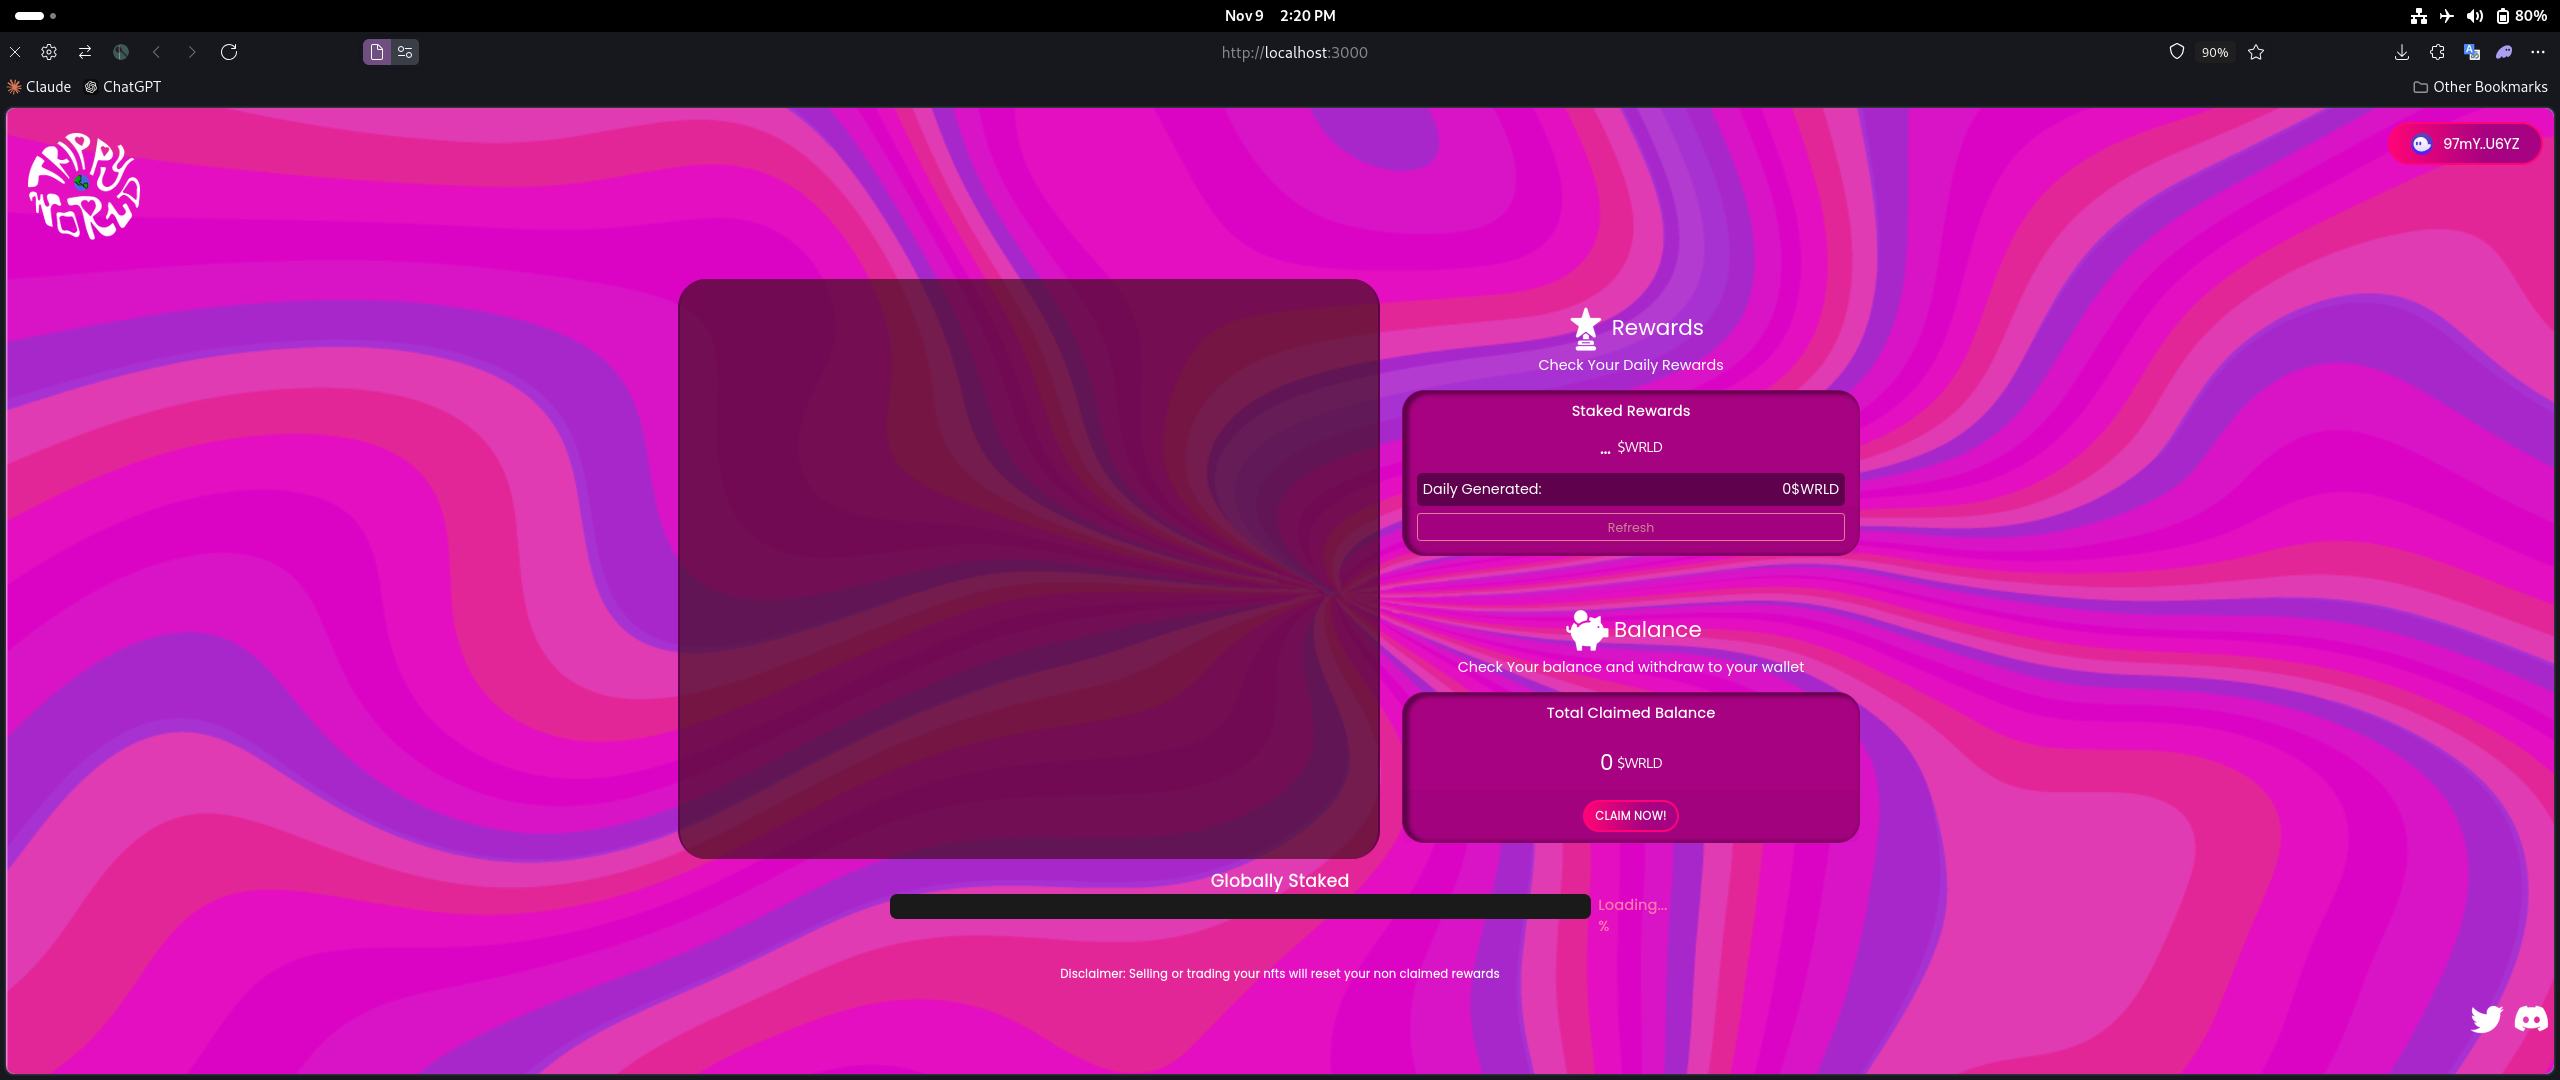 Nov 9 2:20 PM
80%
http://localhost:3000
90%
Claude
ChatGPT
Other Bookmarks
TRIPPY
WORLD
97mY..U6YZ
Rewards
Check Your Daily Rewards
Staked Rewards
... $WRLD
Daily Generated: 0$WRLD
Refresh
Balance
Check Your balance and withdraw to your wallet
Total Claimed Balance
0 $WRLD
CLAIM NOW!
Globally Staked
Loading...
%
Disclaimer: Selling or trading your nfts will reset your non claimed rewards